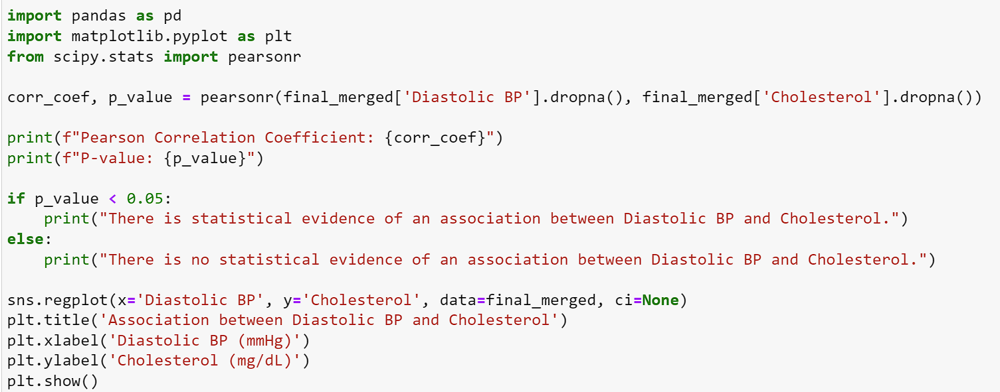 import pandas as pd
import matplotlib.pyplot as plt
from scipy.stats import pearsonr

corr_coef, p_value = pearsonr(final_merged['Diastolic BP'].dropna(), final_merged['Cholesterol'].dropna())

print(f"Pearson Correlation Coefficient: {corr_coef}")
print(f"P-value: {p_value}")

if p_value < 0.05:
    print("There is statistical evidence of an association between Diastolic BP and Cholesterol.")
else:
    print("There is no statistical evidence of an association between Diastolic BP and Cholesterol.")

sns.regplot(x='Diastolic BP', y='Cholesterol', data=final_merged, ci=None)
plt.title('Association between Diastolic BP and Cholesterol')
plt.xlabel('Diastolic BP (mmHg)')
plt.ylabel('Cholesterol (mg/dL)')
plt.show()